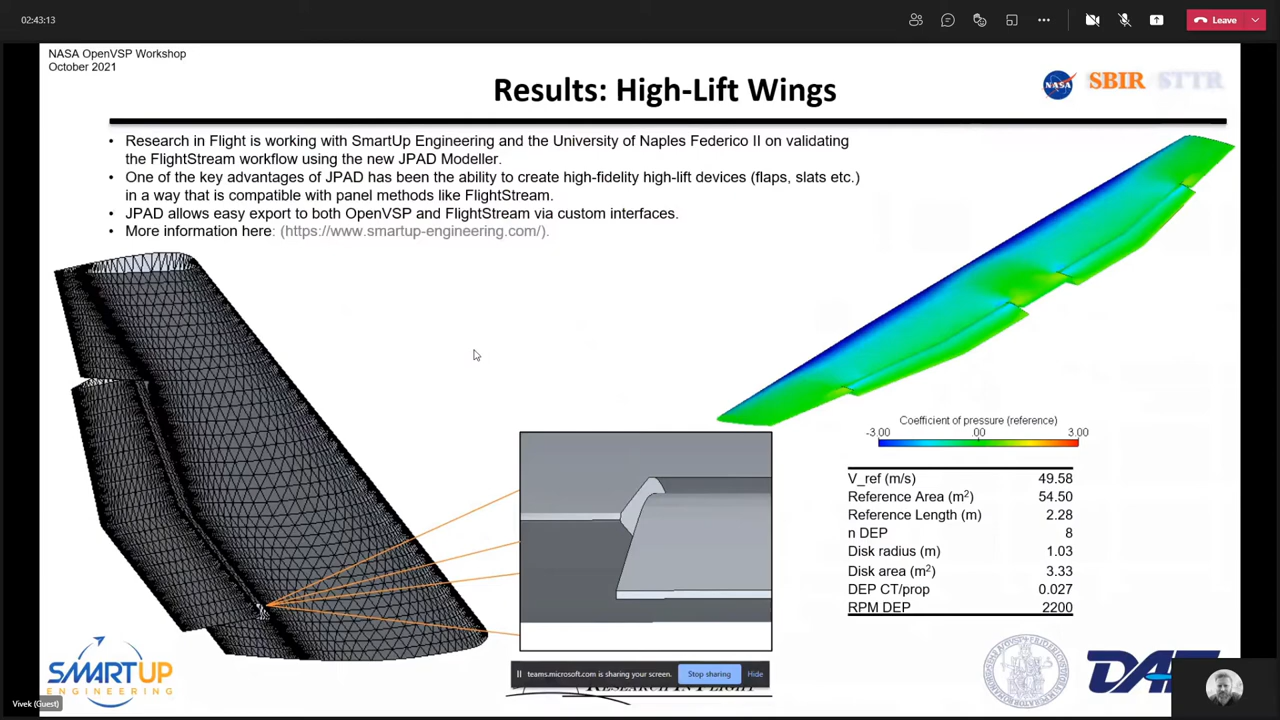 02:43:13
Leave
NASA OpenVSP Workshop
October 2021
Results: High-Lift Wings
NASA
SBIR STTR
• Research in Flight is working with SmartUp Engineering and the University of Naples Federico II on validating
the FlightStream workflow using the new JPAD Modeller.
• One of the key advantages of JPAD has been the ability to create high-fidelity high-lift devices (flaps, slats etc.)
in a way that is compatible with panel methods like FlightStream.
• JPAD allows easy export to both OpenVSP and FlightStream via custom interfaces.
• More information here: (https://www.smartup-engineering.com/).
Coefficient of pressure (reference)
-3.00 .00 3.00
V_ref (m/s) 49.58
Reference Area (m²) 54.50
Reference Length (m) 2.28
n DEP 8
Disk radius (m) 1.03
Disk area (m²) 3.33
DEP CT/prop 0.027
RPM DEP 2200
SMARTUP
ENGINEERING
teams.microsoft.com is sharing your screen. Stop sharing Hide
RESEARCH IN FLIGHT
Vivek (Guest)